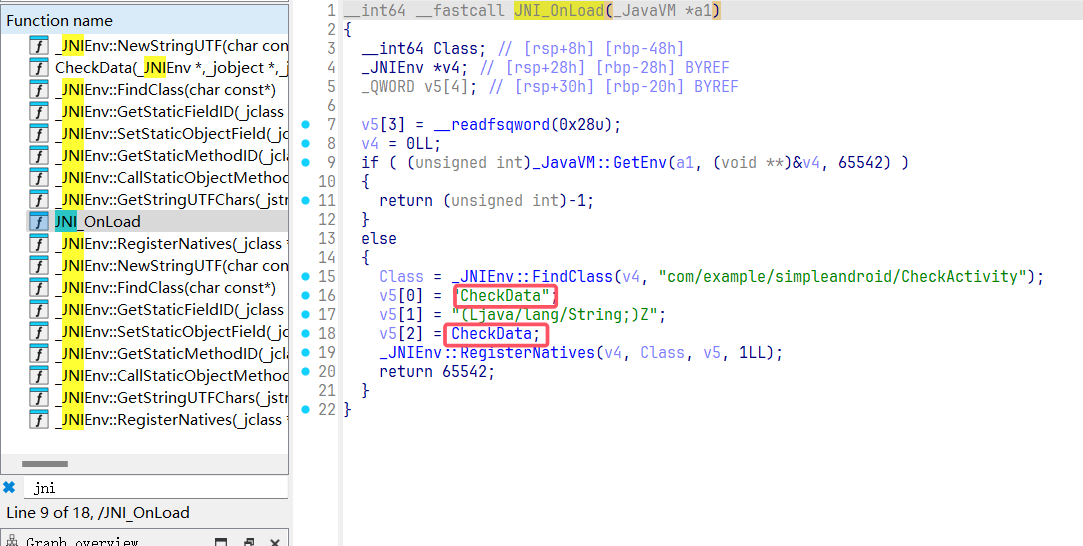 Function name
_JNIEnv::NewStringUTF(char con
CheckData(_JNIEnv *,_jobject *,_j
_JNIEnv::FindClass(char const*)
_JNIEnv::GetStaticFieldID(_jclass
_JNIEnv::SetStaticObjectField(_jc
_JNIEnv::GetStaticMethodID(_jcla
_JNIEnv::CallStaticObjectMethod
_JNIEnv::GetStringUTFChars(_jstr
JNI_OnLoad
_JNIEnv::RegisterNatives(_jclass *
_JNIEnv::NewStringUTF(char con
_JNIEnv::FindClass(char const*)
_JNIEnv::GetStaticFieldID(_jclass
_JNIEnv::SetStaticObjectField(_jc
_JNIEnv::GetStaticMethodID(_jcla
_JNIEnv::CallStaticObjectMethod
_JNIEnv::GetStringUTFChars(_jstr
_JNIEnv::RegisterNatives(_jclass *
jni
Line 9 of 18, /JNI_OnLoad
Graph overview
1 __int64 __fastcall JNI_OnLoad(_JavaVM *a1)
2 {
3 __int64 Class; // [rsp+8h] [rbp-48h]
4 _JNIEnv *v4; // [rsp+28h] [rbp-28h] BYREF
5 _QWORD v5[4]; // [rsp+30h] [rbp-20h] BYREF
6
7 v5[3] = __readfsqword(0x28u);
8 v4 = 0LL;
9 if ( (unsigned int)_JavaVM::GetEnv(a1, (void **)&v4, 65542) )
10 {
11 return (unsigned int)-1;
12 }
13 else
14 {
15 Class = _JNIEnv::FindClass(v4, "com/example/simpleandroid/CheckActivity");
16 v5[0] = "CheckData";
17 v5[1] = "(Ljava/lang/String;)Z";
18 v5[2] = CheckData;
19 _JNIEnv::RegisterNatives(v4, Class, v5, 1LL);
20 return 65542;
21 }
22 }